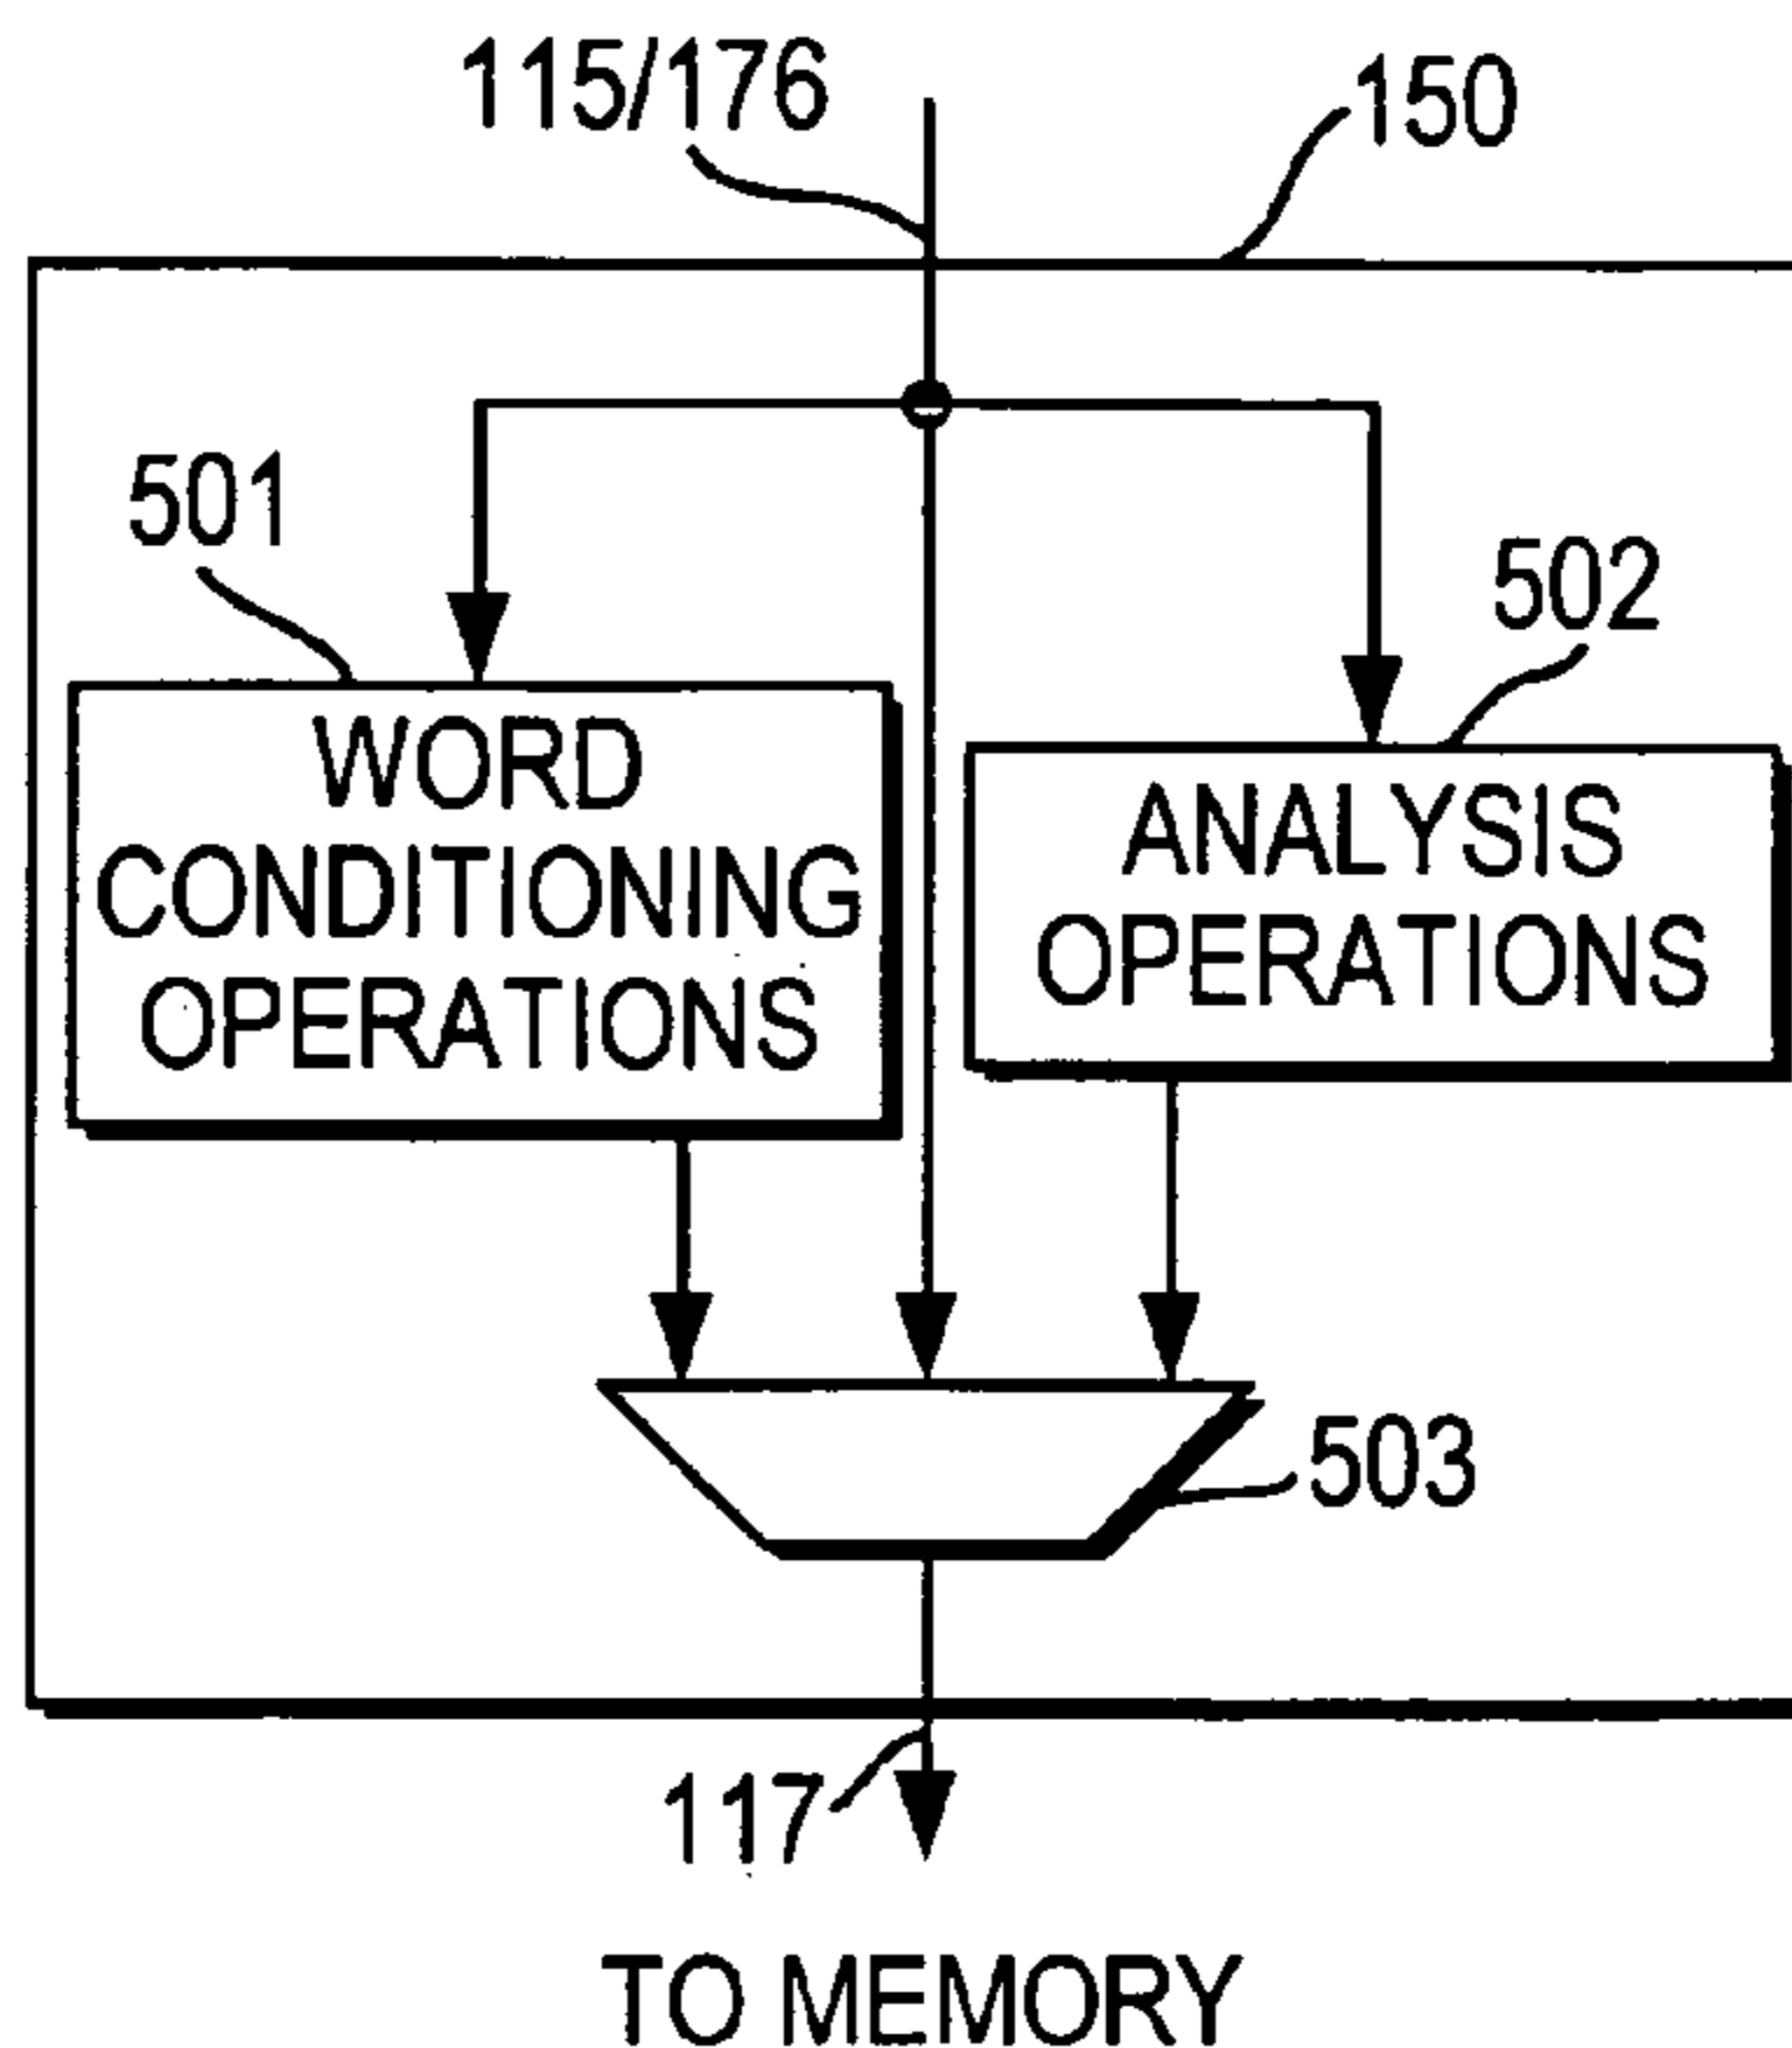 115/176
150
501
502
WORD
CONDITIONING
OPERATIONS
ANALYSIS
OPERATIONS
503
117
TO MEMORY